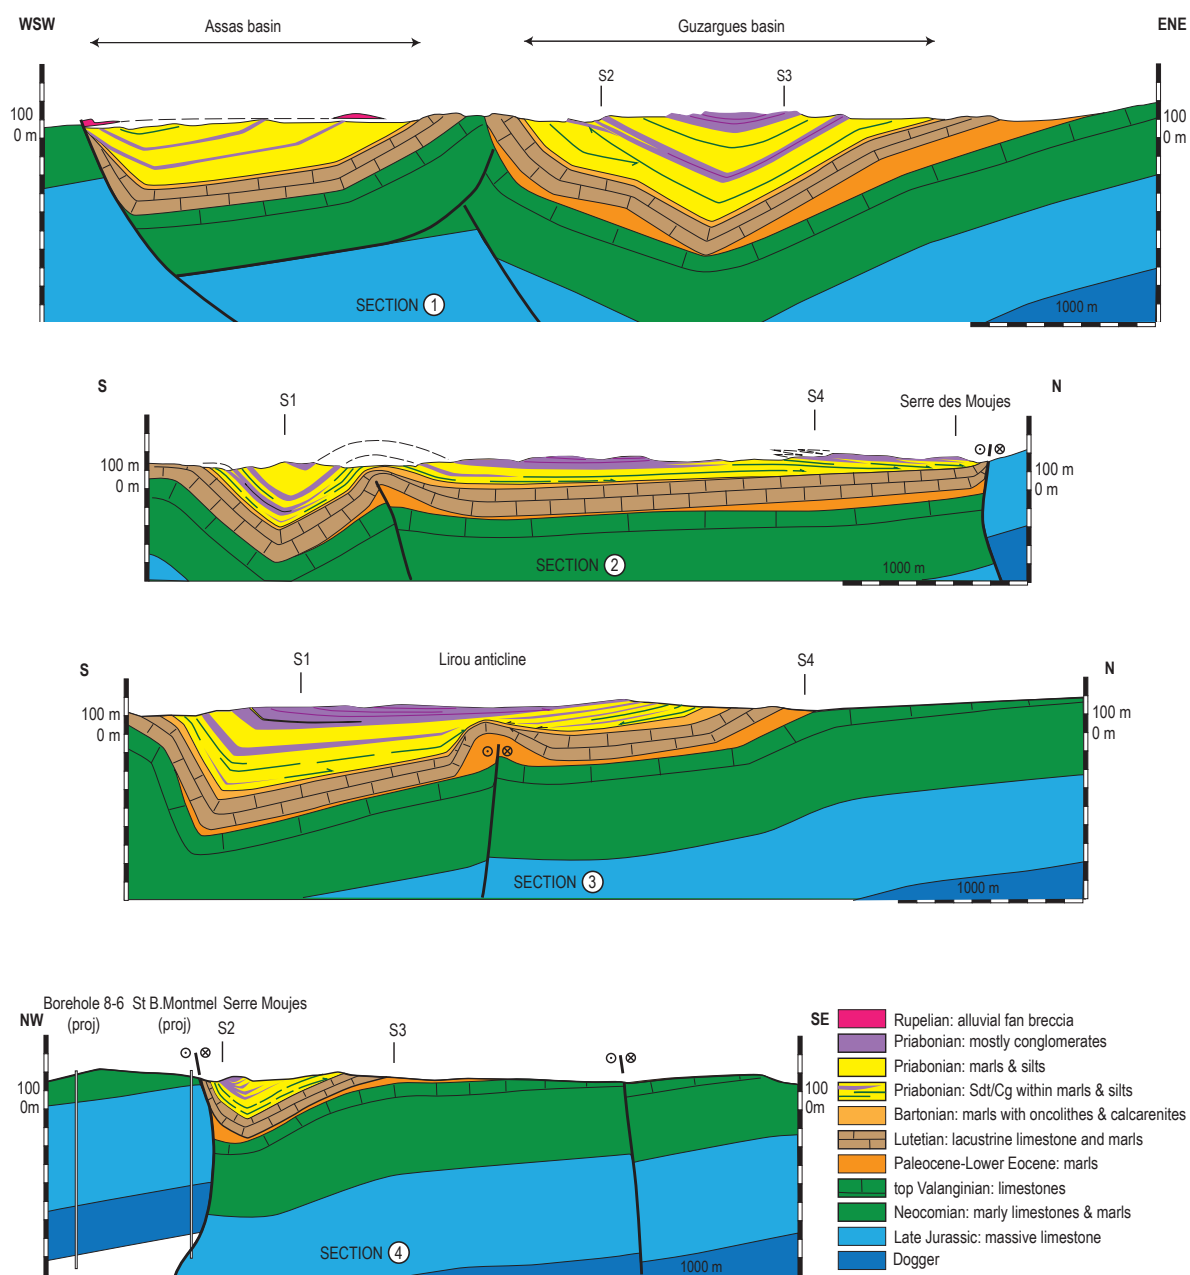 WSW
Assas basin
Guzargues basin
ENE
S2
S3
100
0 m
100
0 m
SECTION 1
1000 m
S
N
S1
S4
Serre des Moujes
100 m
0 m
100 m
0 m
SECTION 2
1000 m
S
S1
Lirou anticline
S4
N
100 m
0 m
100 m
0 m
SECTION 3
1000 m
Borehole 8-6
(proj)
St B.Montmel
(proj)
Serre Moujes
NW
S2
S3
SE
100
0m
100
0m
SECTION 4
1000 m
Rupelian: alluvial fan breccia
Priabonian: mostly conglomerates
Priabonian: marls & silts
Priabonian: Sdt/Cg within marls & silts
Bartonian: marls with oncolithes & calcarenites
Lutetian: lacustrine limestone and marls
Paleocene-Lower Eocene: marls
top Valanginian: limestones
Neocomian: marly limestones & marls
Late Jurassic: massive limestone
Dogger